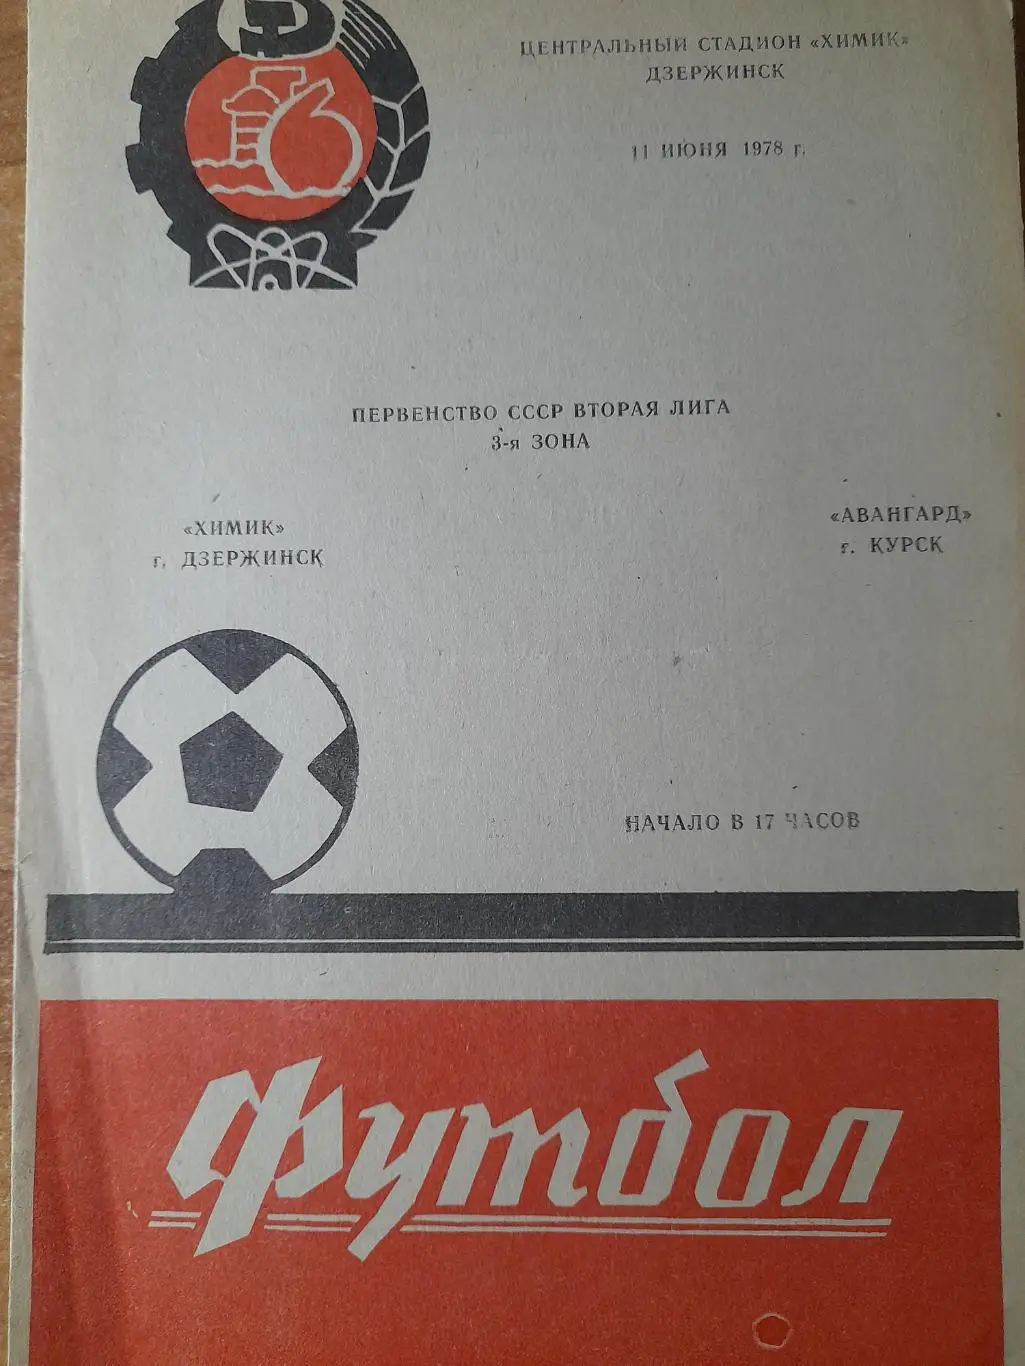 ЦЕНТРАЛЬНЫЙ СТАДИОН «ХИМИК»
ДЗЕРЖИНСК
11 ИЮНЯ 1978 г.
ПЕРВЕНСТВО СССР ВТОРАЯ ЛИГА
3-я ЗОНА
«ХИМИК»
г. ДЗЕРЖИНСК
«АВАНГАРД»
г. КУРСК
НАЧАЛО В 17 ЧАСОВ
Футбол